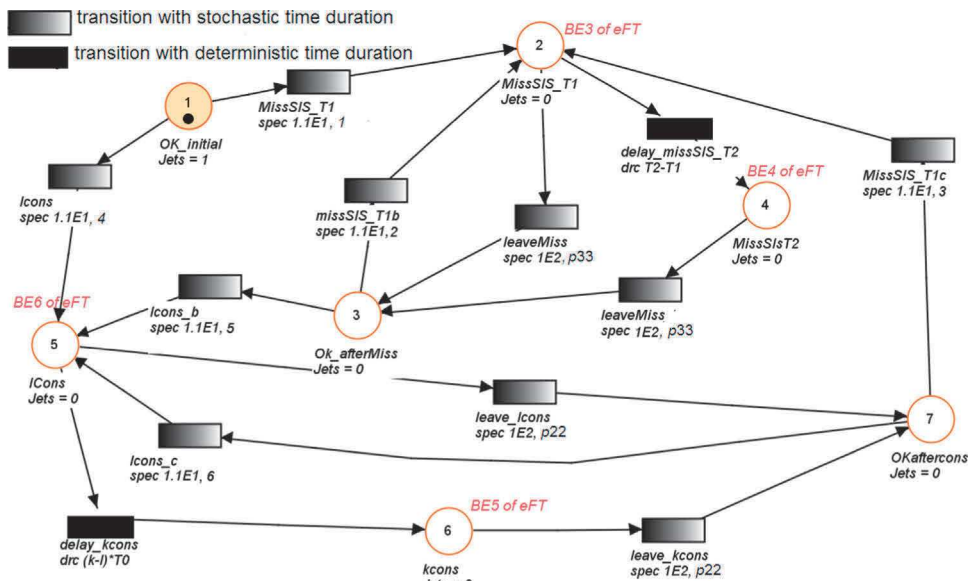 transition with stochastic time duration
transition with deterministic time duration
BE3 of eFT
2
MissSIS_T1
Jets = 0
1
OK_initial
Jets = 1
MissSIS_T1
spec 1.1E1, 1
delay_missSIS_T2
drc T2-T1
MissSIS_T1c
spec 1.1E1, 3
BE4 of eFT
4
MissSIsT2
Jets = 0
Icons
spec 1.1E1, 4
missSIS_T1b
spec 1.1E1,2
leaveMiss
spec 1E2, p33
leaveMiss
spec 1E2, p33
BE6 of eFT
5
ICons
Jets = 0
Icons_b
spec 1.1E1, 5
3
Ok_afterMiss
Jets = 0
leave_Icons
spec 1E2, p22
7
OKaftercons
Jets = 0
Icons_c
spec 1.1E1, 6
delay_kcons
drc (k-l)*T0
BE5 of eFT
6
kcons
leave_kcons
spec 1E2, p22